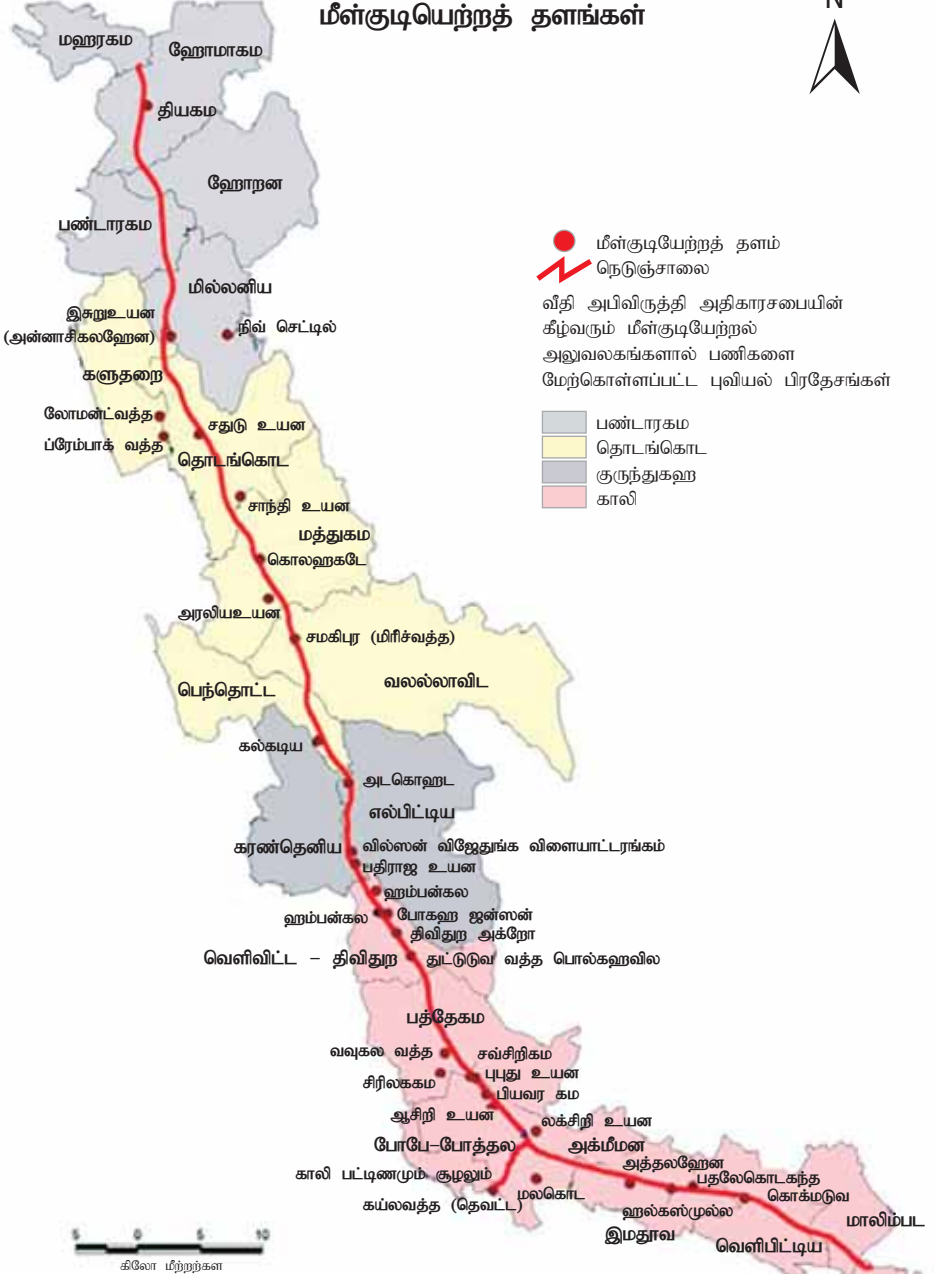 மீள்குடியெற்றத் தளங்கள்
N
மஹரகம
ஹோமாகம
தியகம
ஹோறன
பண்டாரகம
மில்லனிய
இசுறுஉயன
(அன்னாசிகலஹேன)
நிவ் செட்டில்
களுதறை
லோமன்ட்வத்த
ப்ரேம்பாக் வத்த
சதுடு உயன
தொடங்கொட
சாந்தி உயன
மத்துகம
கொலஹகடே
அரலியஉயன
சமகிபுர (மிரிச்வத்த)
வலல்லாவிட
பெந்தொட்ட
கல்கடிய
அடகொஹட
எல்பிட்டிய
கரண்தெனிய
வில்ஸன் விஜேதுங்க விளையாட்டரங்கம்
பதிராஜ உயன
ஹம்பன்கல
ஹம்பன்கல
போகஹ ஜன்ஸன்
திவிதுற அக்றோ
வெளிவிட்ட – திவிதுற
துட்டுடுவ வத்த பொல்கஹவில
பத்தேகம
வவுகல வத்த
சவ்சிறிகம
சிரிலககம
புபுது உயன
பியவர கம
ஆசிறி உயன
லக்சிறி உயன
போபே–போத்தல
அக்மீமன
காலி பட்டிணமும் சூழலும்
அத்தலஹேன
பதலேகொடகந்த
கய்லவத்த (தெவட்ட)
மலகொட
கொக்மடுவ
ஹல்கஸ்முல்ல
மாலிம்பட
இமதூவ
வெளிபிட்டிய
மீள்குடியேற்றத் தளம்
நெடுஞ்சாலை
வீதி அபிவிருத்தி அதிகாரசபையின்
கீழ்வரும் மீள்குடியேற்றல்
அலுவலகங்களால் பணிகளை
மேற்கொள்ளப்பட்ட புவியல் பிரதேசங்கள்
பண்டாரகம
தொடங்கொட
குருந்துகஹ
காலி
5 0 5 10
கிலோ மீற்றர்கள